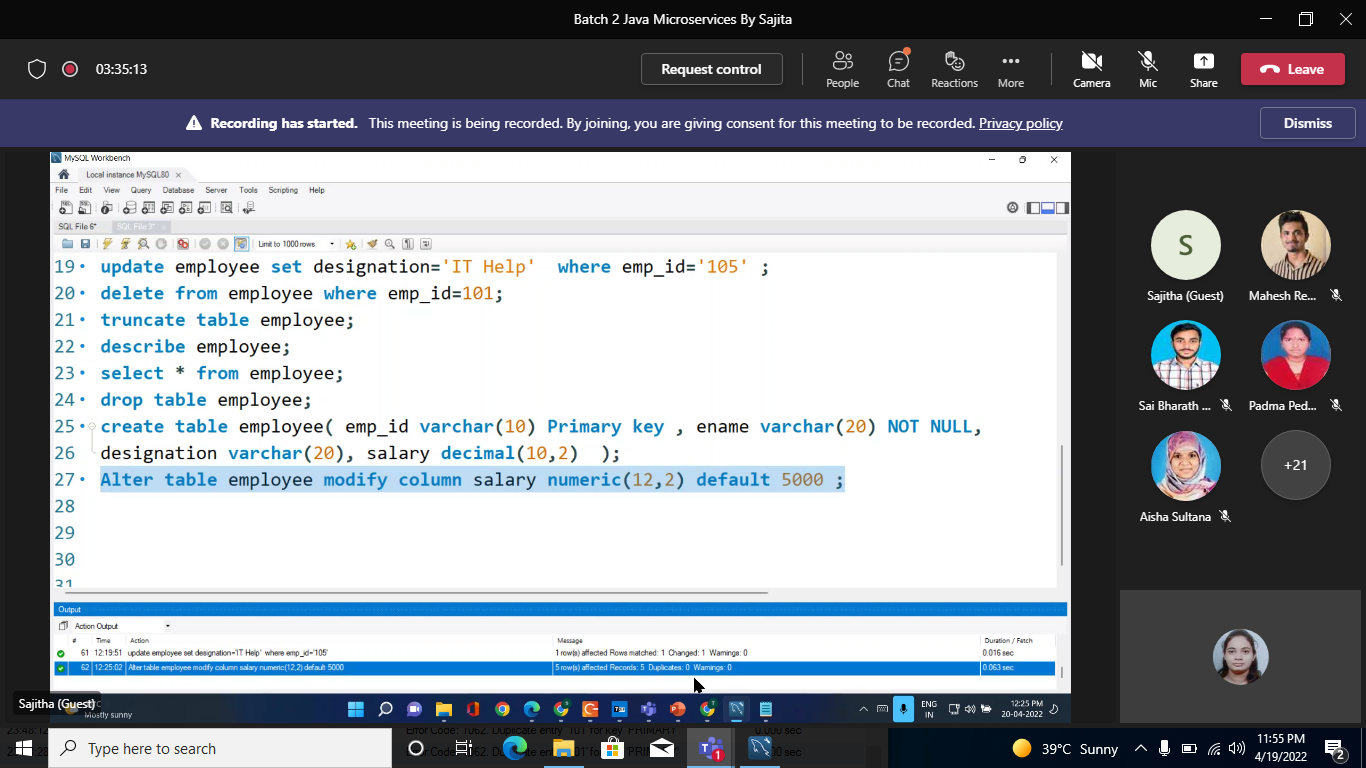 Batch 2 Java Microservices By Sajita
03:35:13
Request control
People
Chat
Reactions
More
Camera
Mic
Share
Leave
Recording has started. This meeting is being recorded. By joining, you are giving consent for this meeting to be recorded. Privacy policy
Dismiss
MySQL Workbench
Local instance MySQL80
File Edit View Query Database Server Tools Scripting Help
SQL File 6* SQL File 3*
Limit to 1000 rows
19 update employee set designation='IT Help' where emp_id='105' ;
20 delete from employee where emp_id=101;
21 truncate table employee;
22 describe employee;
23 select * from employee;
24 drop table employee;
25 create table employee( emp_id varchar(10) Primary key , ename varchar(20) NOT NULL,
26 designation varchar(20), salary decimal(10,2) );
27 Alter table employee modify column salary numeric(12,2) default 5000 ;
28
29
30
31
Output
Action Output
# Time Action Message Duration / Fetch
61 12:19:51 update employee set designation='IT Help' where emp_id='105' 1 row(s) affected Rows matched: 1 Changed: 1 Warnings: 0 0.016 sec
62 12:25:02 Alter table employee modify column salary numeric(12,2) default 5000 5 row(s) affected Records: 5 Duplicates: 0 Warnings: 0 0.063 sec
Sajitha (Guest)
Mostly sunny
ENG
IN
12:25 PM
20-04-2022
S
Sajitha (Guest)
Mahesh Re...
Sai Bharath ...
Padma Ped...
Aisha Sultana
+21
Error Code: 1062. Duplicate entry '101' for key 'PRIMARY'
0.000 sec
Type here to search
1
39°C Sunny
11:55 PM
4/19/2022
2